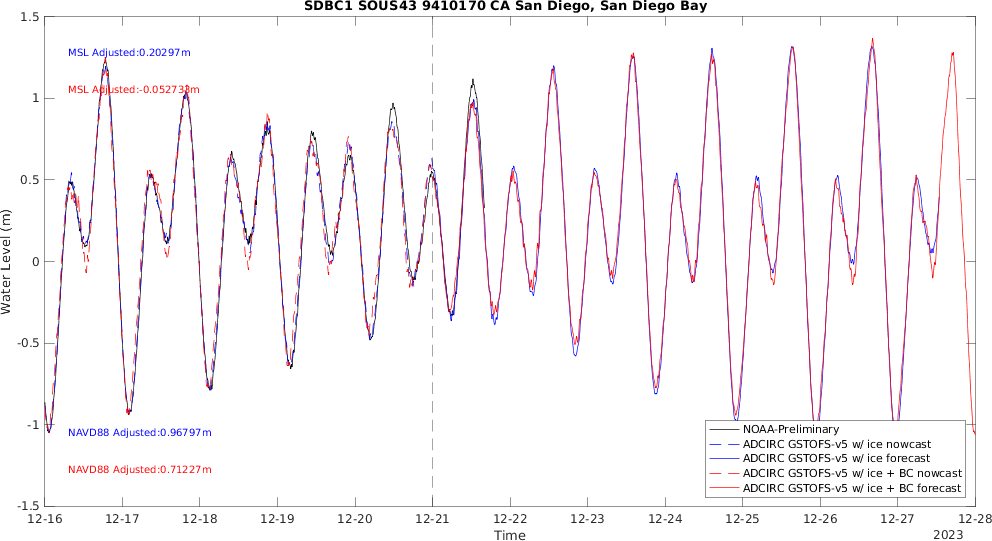 SDBC1 SOUS43 9410170 CA San Diego, San Diego Bay
1.5
MSL Adjusted:0.20297m
MSL Adjusted:-0.052733m
1
0.5
Water Level (m)
0
-0.5
-1
NAVD88 Adjusted:0.96797m
NAVD88 Adjusted:0.71227m
-1.5
NOAA-Preliminary
ADCIRC GSTOFS-v5 w/ ice nowcast
ADCIRC GSTOFS-v5 w/ ice forecast
ADCIRC GSTOFS-v5 w/ ice + BC nowcast
ADCIRC GSTOFS-v5 w/ ice + BC forecast
12-16 12-17 12-18 12-19 12-20 12-21 12-22 12-23 12-24 12-25 12-26 12-27 12-28
Time
2023